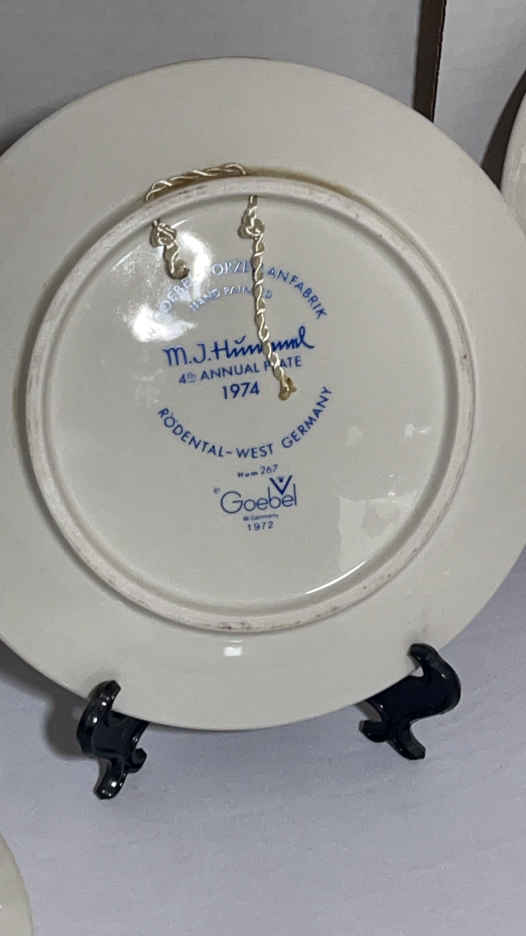 HAND PAINTED
M.J. Hummel
4th ANNUAL PLATE
1974
RÖDENTAL-WEST GERMANY
Hum 267
© Goebel
W. Germany
1972